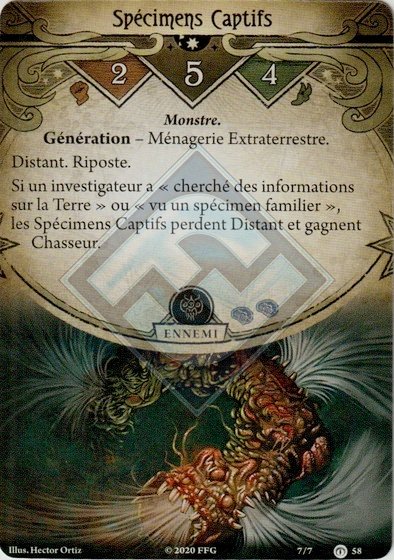 Spécimens Captifs
2 5 4
Monstre.
Génération – Ménagerie Extraterrestre.
Distant. Riposte.
Si un investigateur a « cherché des informations
sur la Terre » ou « vu un spécimen familier »,
les Spécimens Captifs perdent Distant et gagnent
Chasseur.
ENNEMI
Illus. Hector Ortiz © 2020 FFG 7/7 58